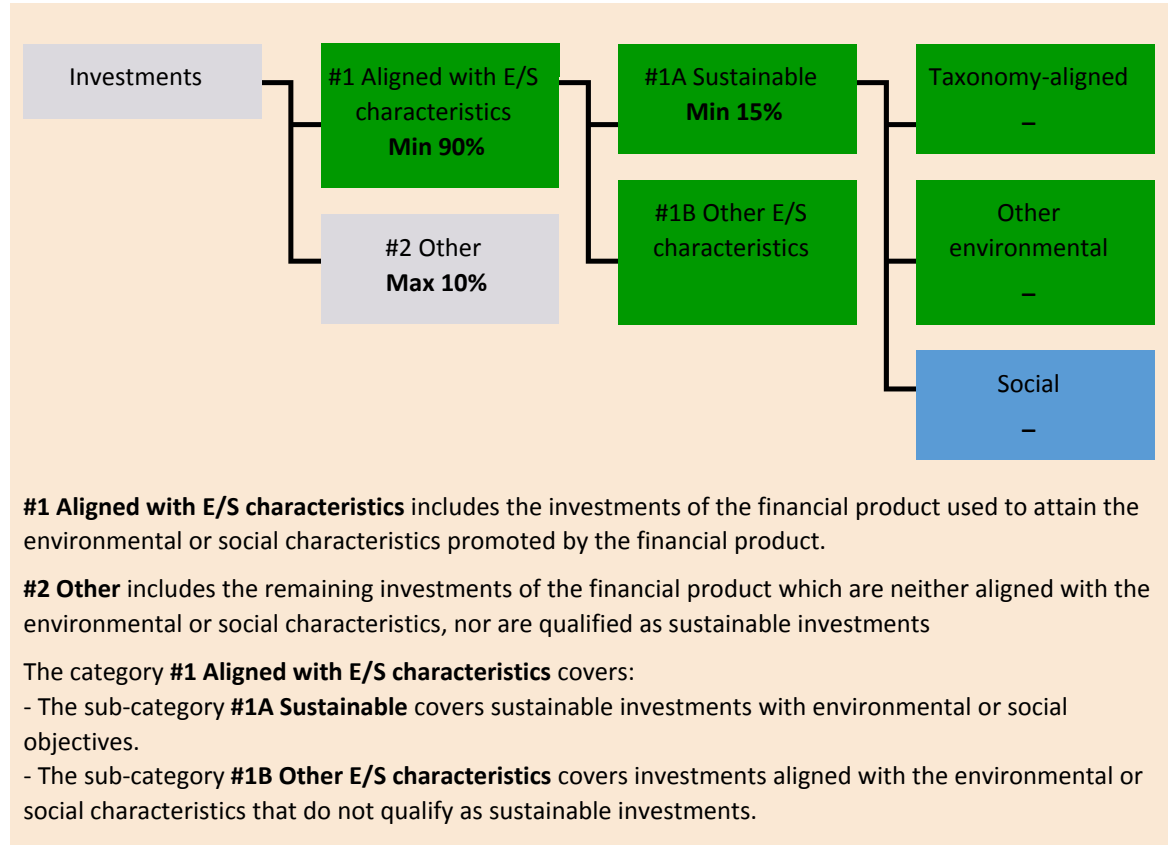 Investments
#1 Aligned with E/S
characteristics
Min 90%
#2 Other
Max 10%
#1A Sustainable
Min 15%
#1B Other E/S
characteristics
Taxonomy-aligned
–
Other
environmental
–
Social
–
#1 Aligned with E/S characteristics includes the investments of the financial product used to attain the
environmental or social characteristics promoted by the financial product.
#2 Other includes the remaining investments of the financial product which are neither aligned with the
environmental or social characteristics, nor are qualified as sustainable investments
The category #1 Aligned with E/S characteristics covers:
- The sub-category #1A Sustainable covers sustainable investments with environmental or social
objectives.
- The sub-category #1B Other E/S characteristics covers investments aligned with the environmental or
social characteristics that do not qualify as sustainable investments.